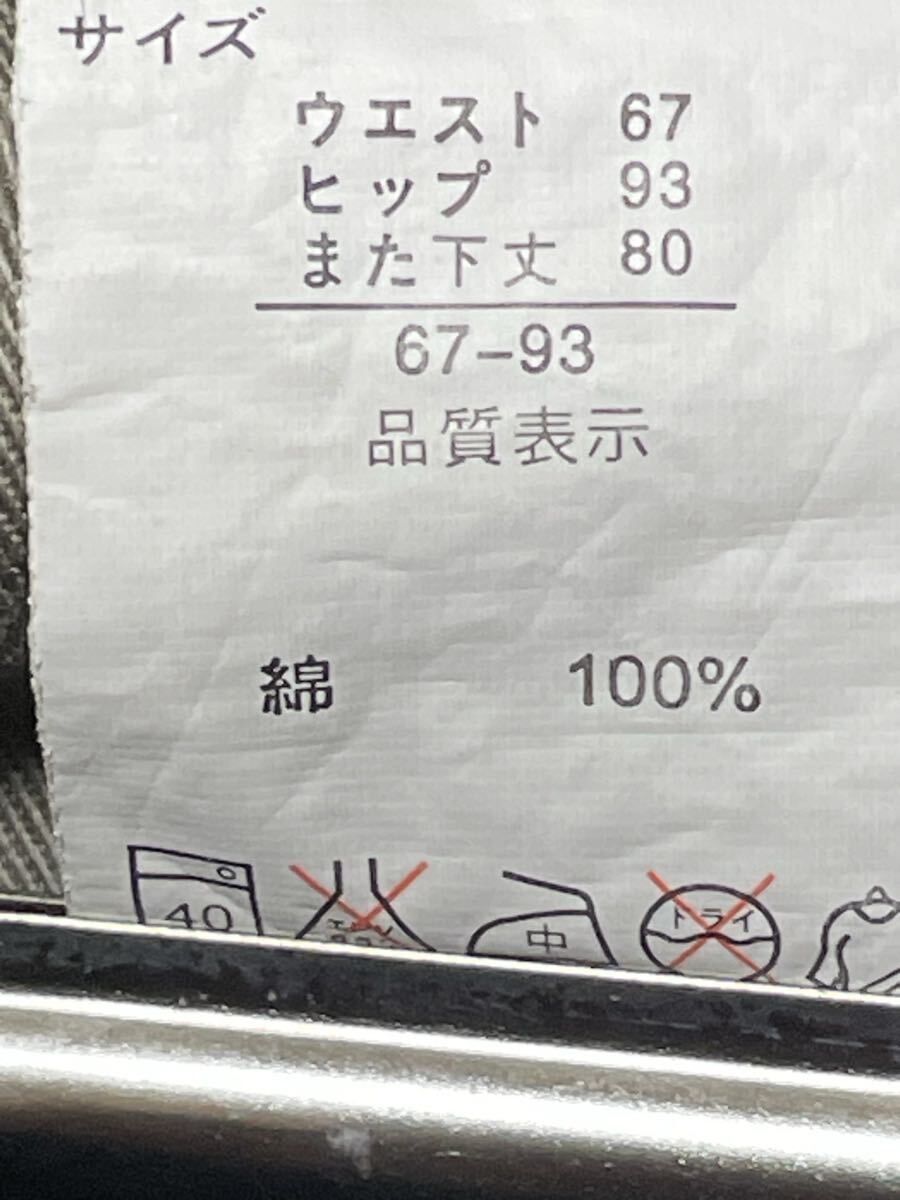 サイズ
ウエスト 67
ヒップ 93
また下丈 80
67-93
品質表示
綿 100%
40 中 ドライ